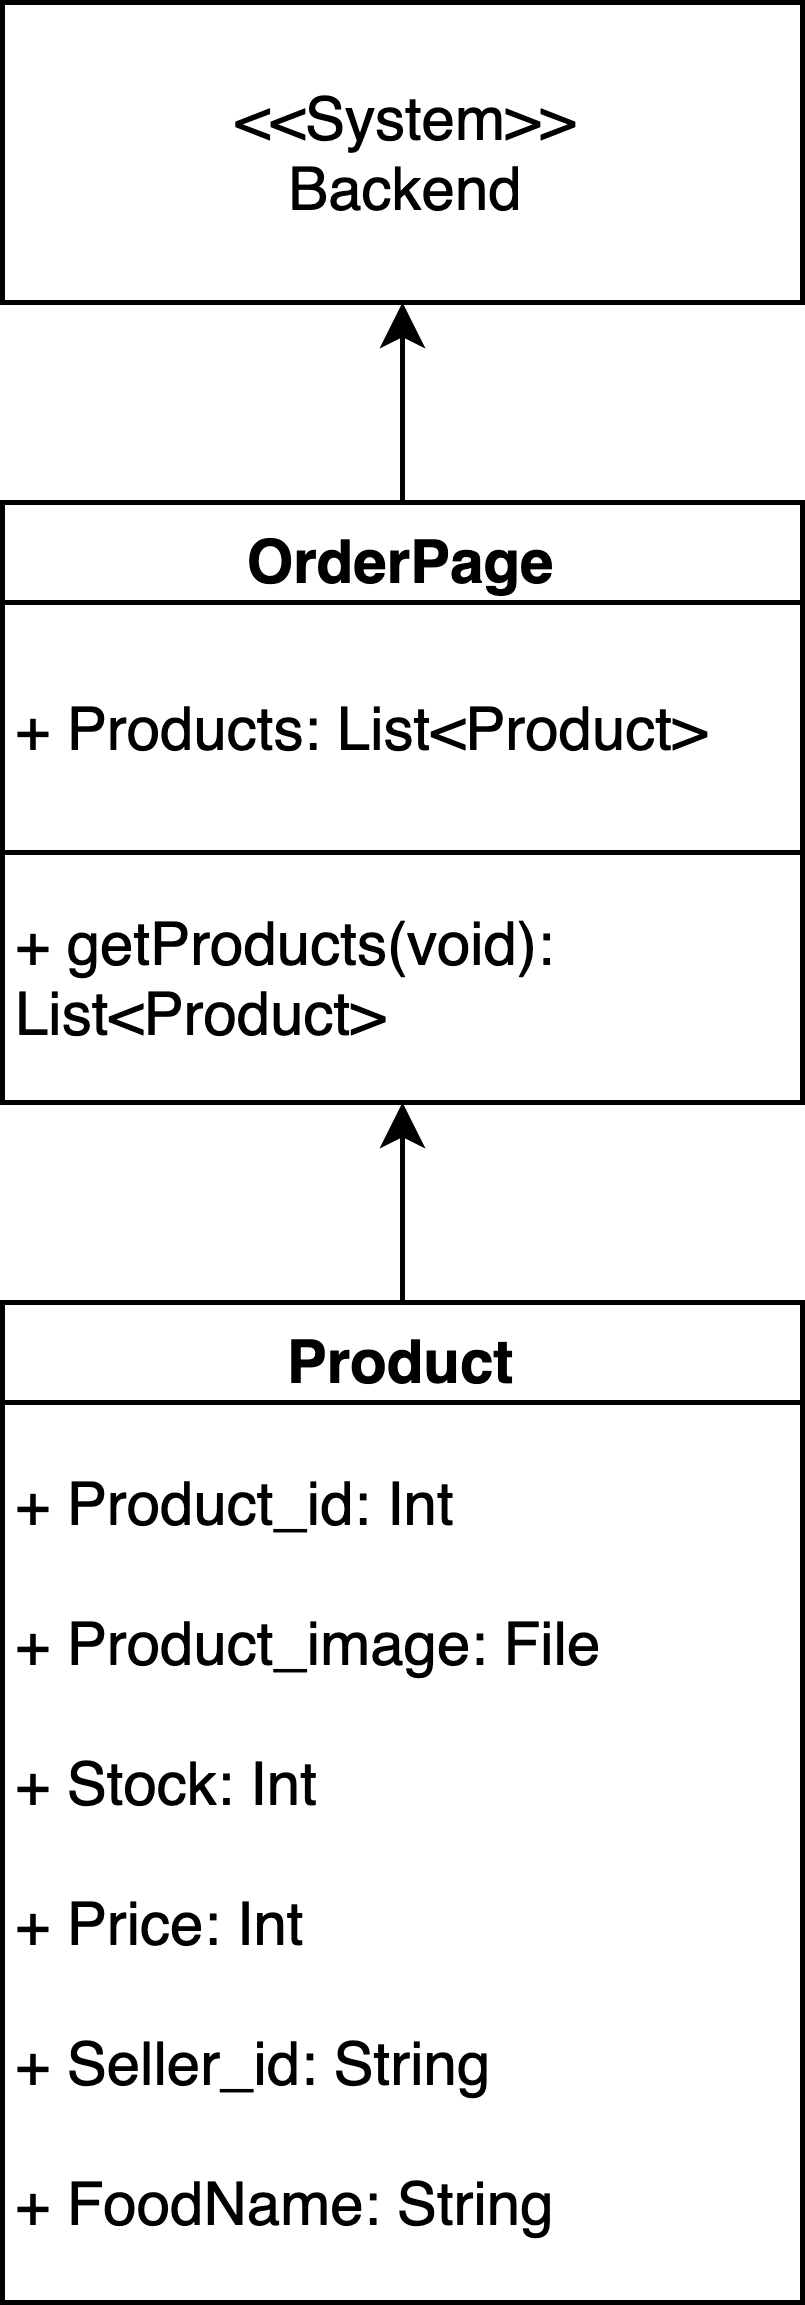 <<System>>
Backend
OrderPage
+ Products: List<Product>
+ getProducts(void):
List<Product>
Product
+ Product_id: Int
+ Product_image: File
+ Stock: Int
+ Price: Int
+ Seller_id: String
+ FoodName: String